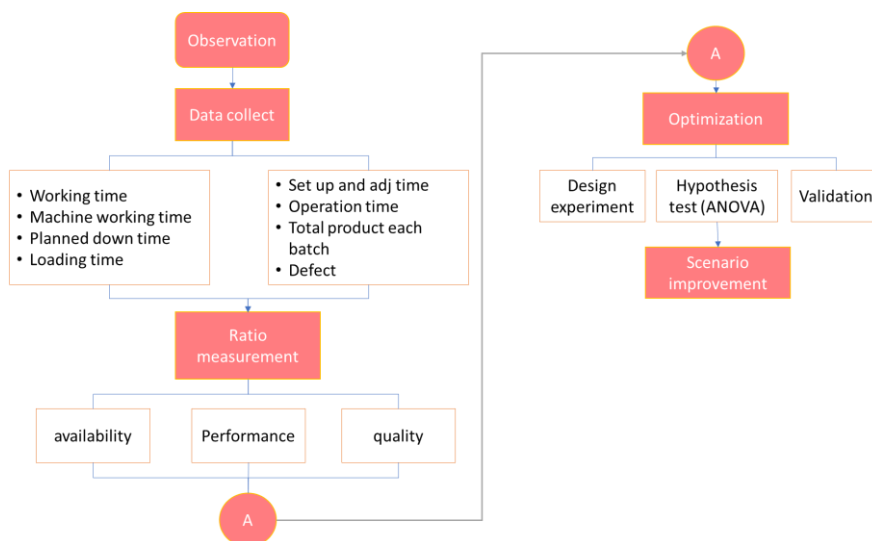 Observation
Data collect
• Working time
• Machine working time
• Planned down time
• Loading time
• Set up and adj time
• Operation time
• Total product each
batch
• Defect
Ratio
measurement
availability
Performance
quality
A
A
Optimization
Design
experiment
Hypothesis
test (ANOVA)
Validation
Scenario
improvement